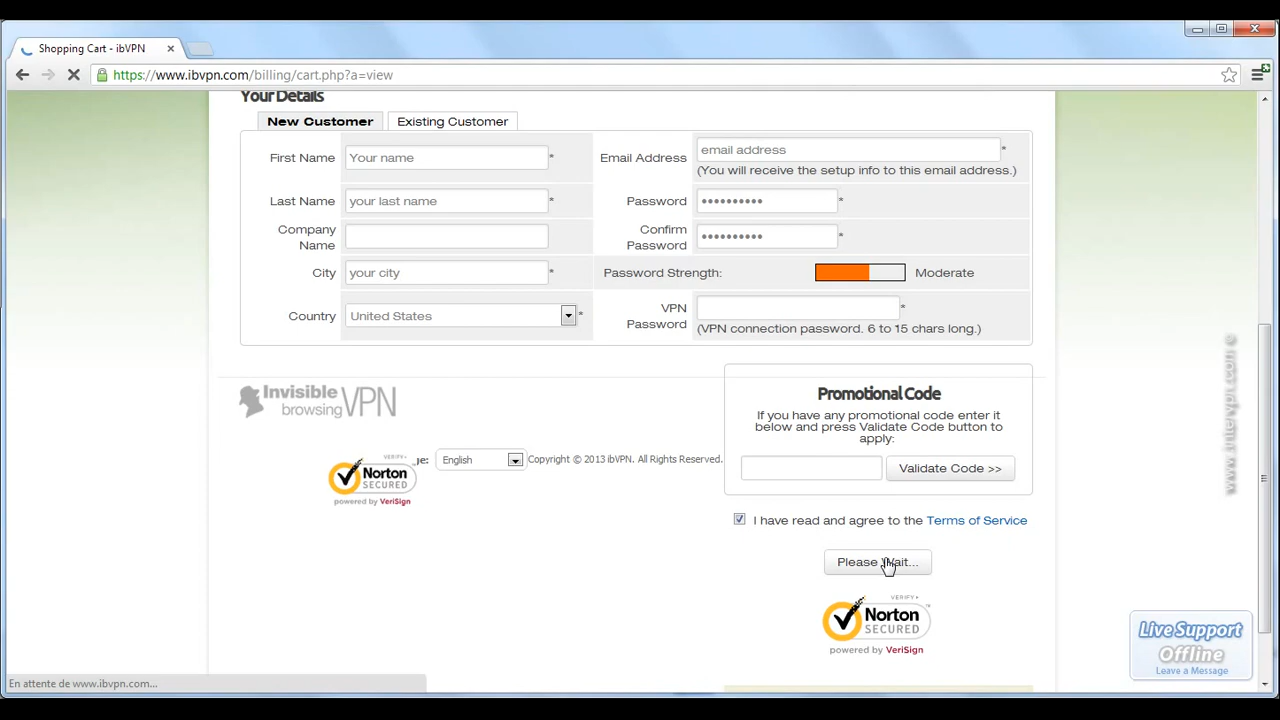 Shopping Cart - ibVPN
https://www.ibvpn.com/billing/cart.php?a=view
Your Details
New Customer
Existing Customer
First Name
Your name
*
Email Address
email address
*
(You will receive the setup info to this email address.)
Last Name
your last name
*
Password
••••••••••
*
Company
Name
Confirm
Password
••••••••••
*
City
your city
*
Password Strength:
Moderate
Country
United States
*
VPN
Password
*
(VPN connection password. 6 to 15 chars long.)
Invisible
browsing VPN
Promotional Code
If you have any promotional code enter it
below and press Validate Code button to
apply:
Validate Code >>
VERIFY
ge:
English
Copyright © 2013 ibVPN. All Rights Reserved.
Norton
SECURED
powered by VeriSign
I have read and agree to the Terms of Service
Please Wait...
VERIFY
Norton
SECURED
powered by VeriSign
Live Support
Offline
Leave a Message
En attente de www.ibvpn.com...